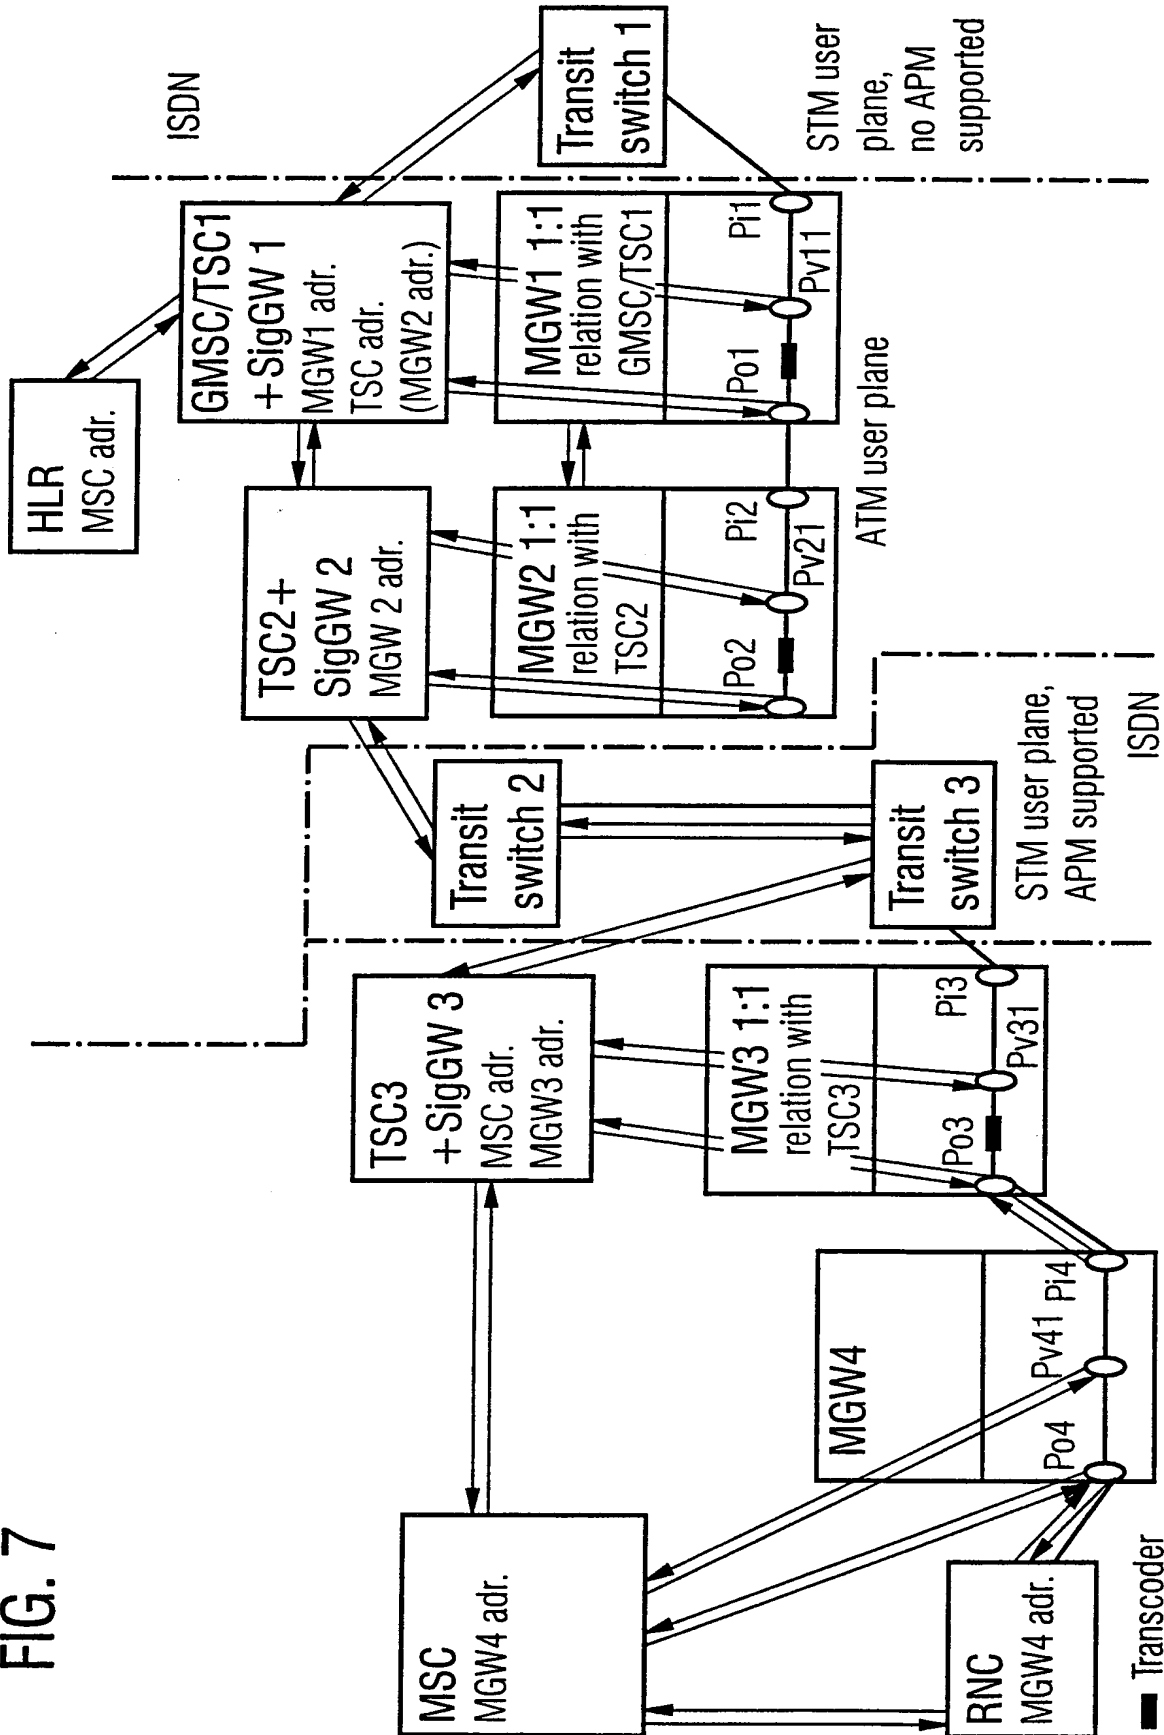 FIG. 7
HLR
MSC adr.
ISDN
GMSC/TSC1
+SigGW 1
MGW1 adr.
TSC adr.
(MGW2 adr.)
Transit
switch 1
TSC2+
SigGW 2
MGW 2 adr.
MGW1 1:1
relation with
GMSC/TSC1
Po1
Pv11
Pi1
STM user
plane,
no APM
supported
MGW2 1:1
relation with
TSC2
Po2
Pv21
Pi2
ATM user plane
Transit
switch 2
Transit
switch 3
STM user plane,
APM supported
ISDN
TSC3
+SigGW 3
MSC adr.
MGW3 adr.
MGW3 1:1
relation with
TSC3
Po3
Pv31
Pi3
MSC
MGW4 adr.
MGW4
Po4
Pv41
Pi4
RNC
MGW4 adr.
Transcoder